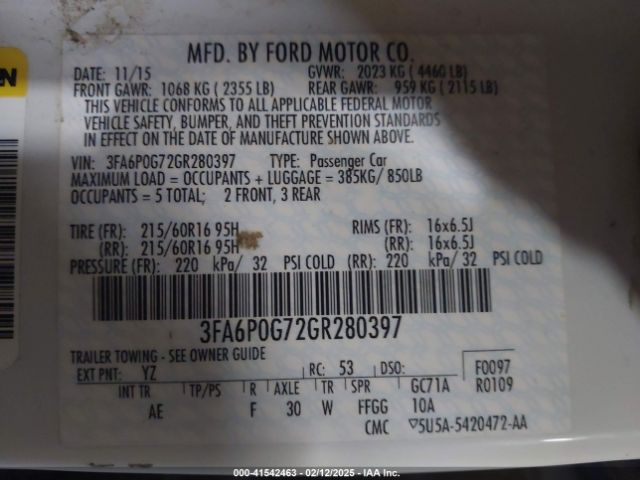 MFD. BY FORD MOTOR CO.
DATE: 11/15 GVWR: 2023 KG ( 4460 LB)
FRONT GAWR: 1068 KG ( 2355 LB) REAR GAWR: 959 KG ( 2115 LB)
THIS VEHICLE CONFORMS TO ALL APPLICABLE FEDERAL MOTOR
VEHICLE SAFETY, BUMPER, AND THEFT PREVENTION STANDARDS
IN EFFECT ON THE DATE OF MANUFACTURE SHOWN ABOVE.
VIN: 3FA6P0G72GR280397 TYPE: Passenger Car
MAXIMUM LOAD = OCCUPANTS + LUGGAGE = 385KG/ 850LB
OCCUPANTS = 5 TOTAL; 2 FRONT, 3 REAR
TIRE (FR): 215/60R16 95H RIMS (FR): 16x6.5J
(RR): 215/60R16 95H (RR): 16x6.5J
PRESSURE (FR): 220 kPa/ 32 PSI COLD (RR): 220 kPa/ 32 PSI COLD
3FA6P0G72GR280397
TRAILER TOWING - SEE OWNER GUIDE
EXT PNT: YZ RC: 53 DSO: F0097
INT TR TP/PS R AXLE TR SPR GC71A R0109
AE F 30 W FFGG 10A
CMC ▽5U5A-5420472-AA
000-41542463 - 02/12/2025 - IAA Inc.